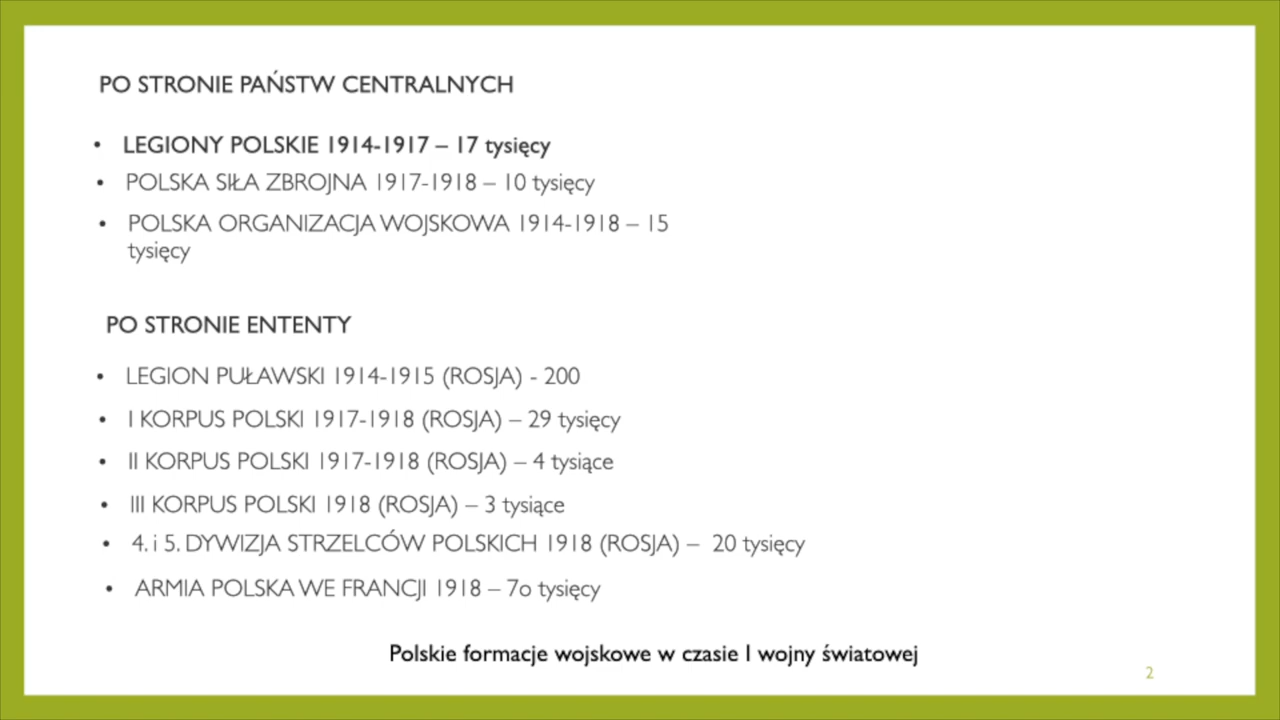 PO STRONIE PAŃSTW CENTRALNYCH
• LEGIONY POLSKIE 1914-1917 – 17 tysięcy
• POLSKA SIŁA ZBROJNA 1917-1918 – 10 tysięcy
• POLSKA ORGANIZACJA WOJSKOWA 1914-1918 – 15
tysięcy
PO STRONIE ENTENTY
• LEGION PUŁAWSKI 1914-1915 (ROSJA) - 200
• I KORPUS POLSKI 1917-1918 (ROSJA) – 29 tysięcy
• II KORPUS POLSKI 1917-1918 (ROSJA) – 4 tysiące
• III KORPUS POLSKI 1918 (ROSJA) – 3 tysiące
• 4. i 5. DYWIZJA STRZELCÓW POLSKICH 1918 (ROSJA) – 20 tysięcy
• ARMIA POLSKA WE FRANCJI 1918 – 7o tysięcy
Polskie formacje wojskowe w czasie I wojny światowej
2